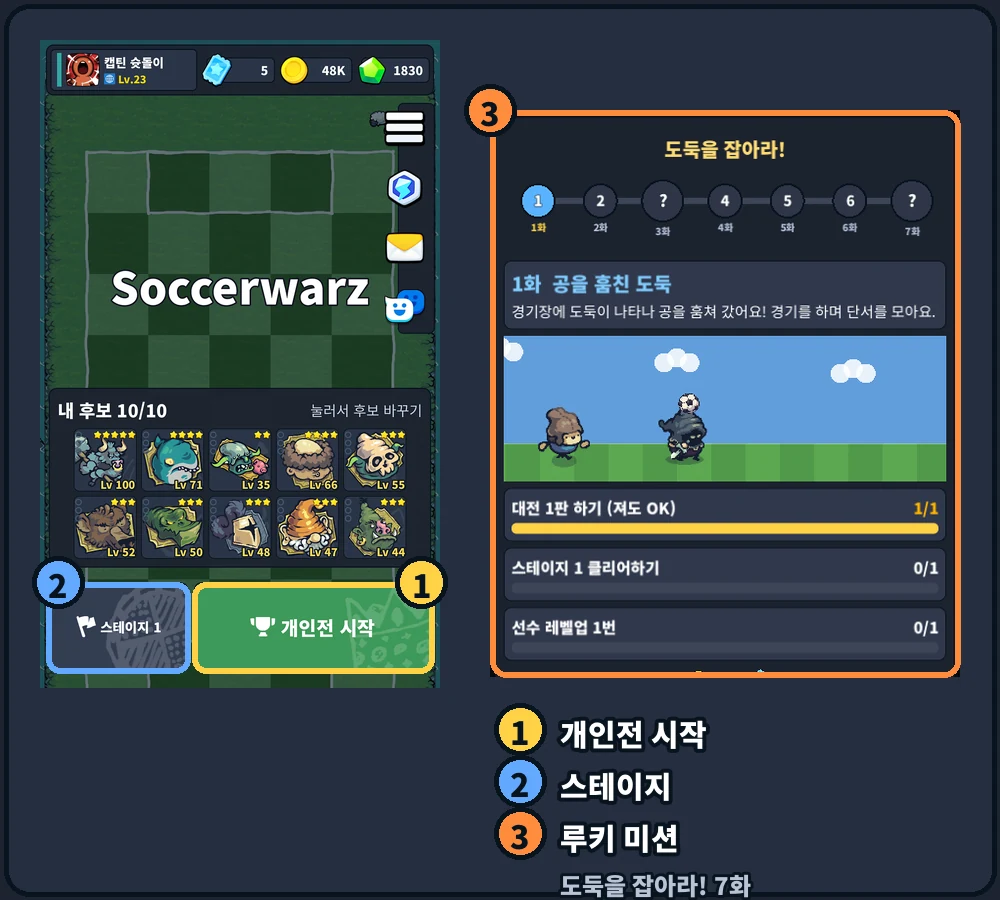 캡틴 슛돌이
Lv.23
5
48K
1830
Soccerwarz
내 후보 10/10
눌러서 후보 바꾸기
Lv 100
Lv 71
Lv 35
Lv 66
Lv 55
Lv 52
Lv 50
Lv 48
Lv 47
Lv 44
2
1
스테이지 1
개인전 시작
3
도둑을 잡아라!
1
2
?
4
5
6
?
1화
2화
3화
4화
5화
6화
7화
1화 공을 훔친 도둑
경기장에 도둑이 나타나 공을 훔쳐 갔어요! 경기를 하며 단서를 모아요.
대전 1판 하기 (져도 OK)
1/1
스테이지 1 클리어하기
0/1
선수 레벨업 1번
0/1
1 개인전 시작
2 스테이지
3 루키 미션
도둑을 잡아라! 7화